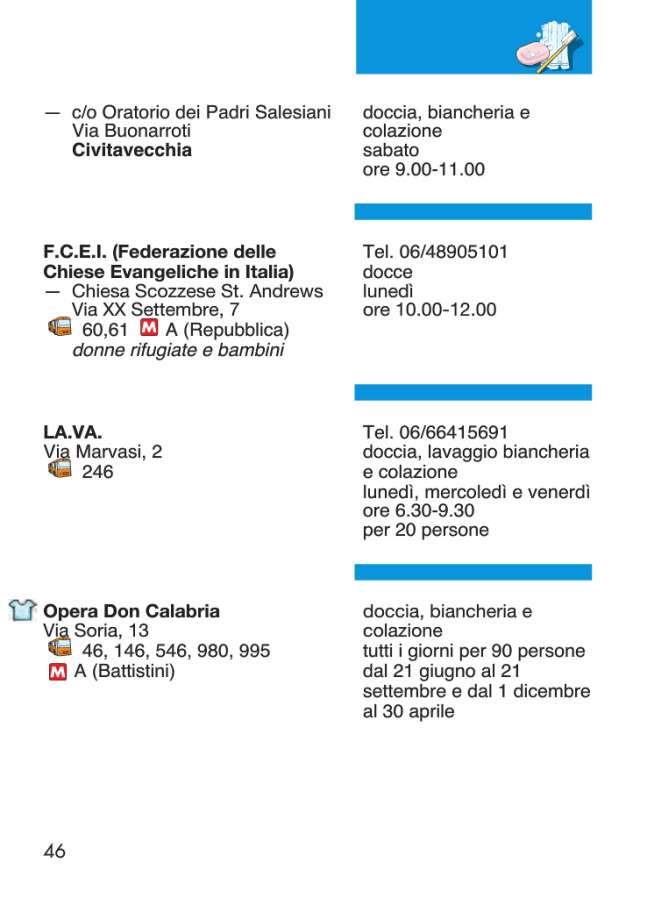 — c/o Oratorio dei Padri Salesiani
Via Buonarroti
Civitavecchia
doccia, biancheria e
colazione
sabato
ore 9.00-11.00
F.C.E.I. (Federazione delle
Chiese Evangeliche in Italia)
— Chiesa Scozzese St. Andrews
Via XX Settembre, 7
60,61 M A (Repubblica)
donne rifugiate e bambini
Tel. 06/48905101
docce
lunedì
ore 10.00-12.00
LA.VA.
Via Marvasi, 2
246
Tel. 06/66415691
doccia, lavaggio biancheria
e colazione
lunedì, mercoledì e venerdì
ore 6.30-9.30
per 20 persone
Opera Don Calabria
Via Soria, 13
46, 146, 546, 980, 995
M A (Battistini)
doccia, biancheria e
colazione
tutti i giorni per 90 persone
dal 21 giugno al 21
settembre e dal 1 dicembre
al 30 aprile
46